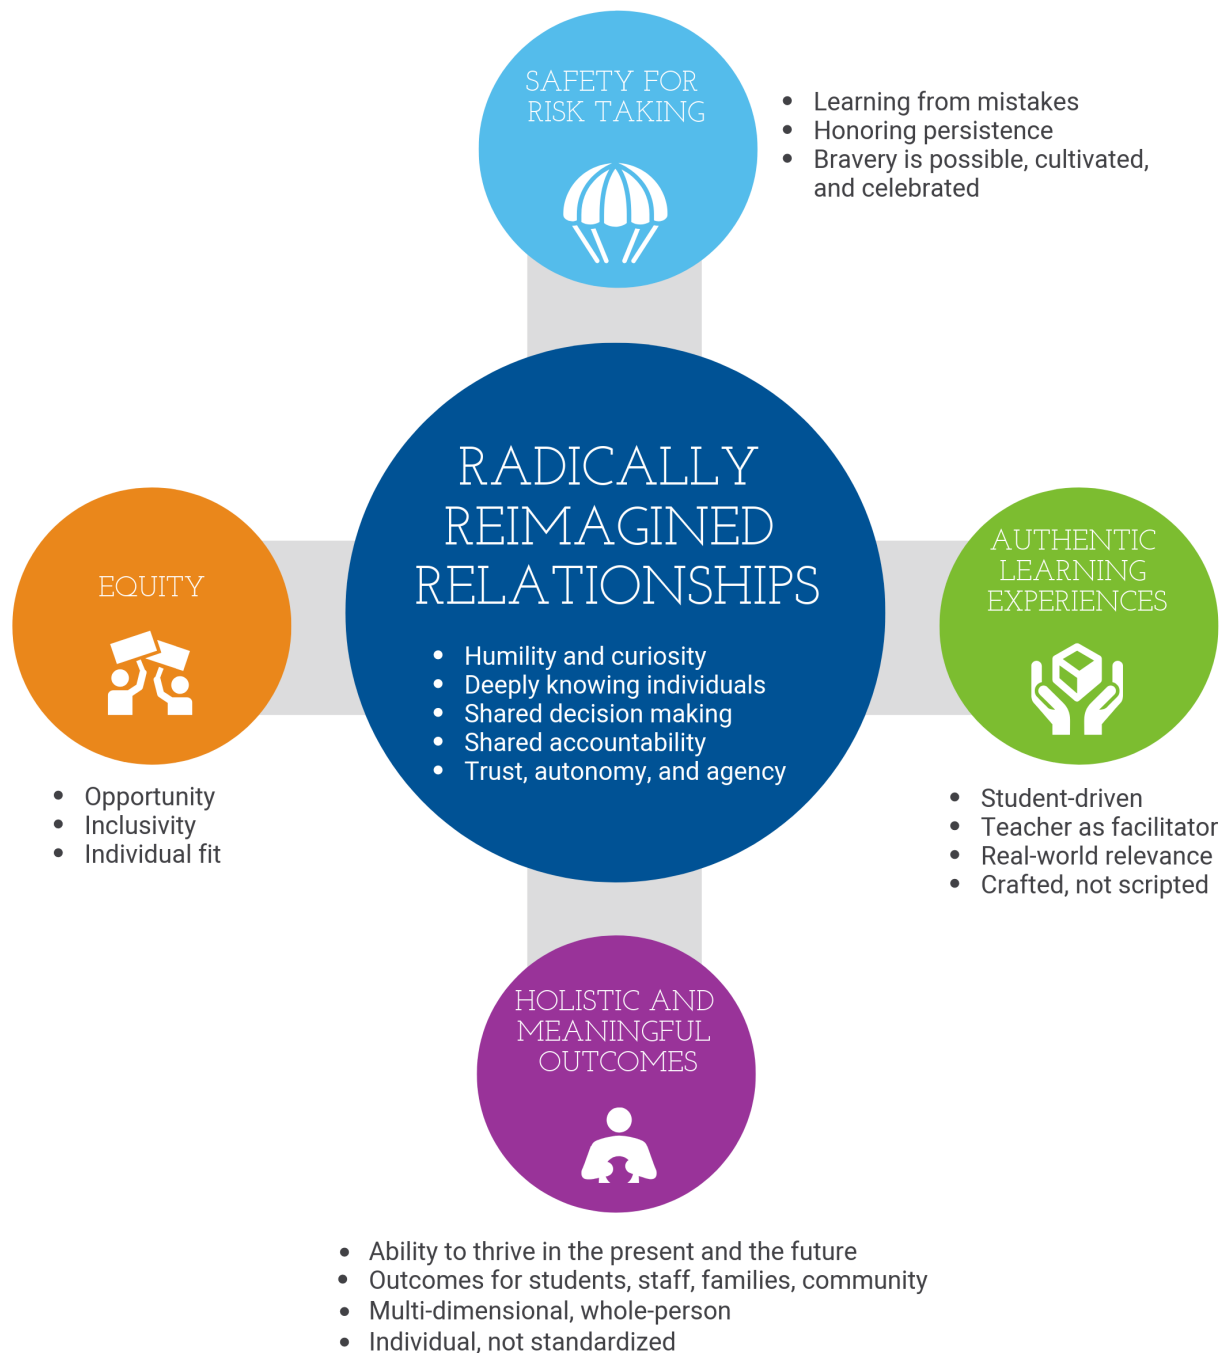 SAFETY FOR
RISK TAKING
• Learning from mistakes
• Honoring persistence
• Bravery is possible, cultivated,
and celebrated
RADICALLY
REIMAGINED
RELATIONSHIPS
• Humility and curiosity
• Deeply knowing individuals
• Shared decision making
• Shared accountability
• Trust, autonomy, and agency
EQUITY
• Opportunity
• Inclusivity
• Individual fit
AUTHENTIC
LEARNING
EXPERIENCES
• Student-driven
• Teacher as facilitator
• Real-world relevance
• Crafted, not scripted
HOLISTIC AND
MEANINGFUL
OUTCOMES
• Ability to thrive in the present and the future
• Outcomes for students, staff, families, community
• Multi-dimensional, whole-person
• Individual, not standardized